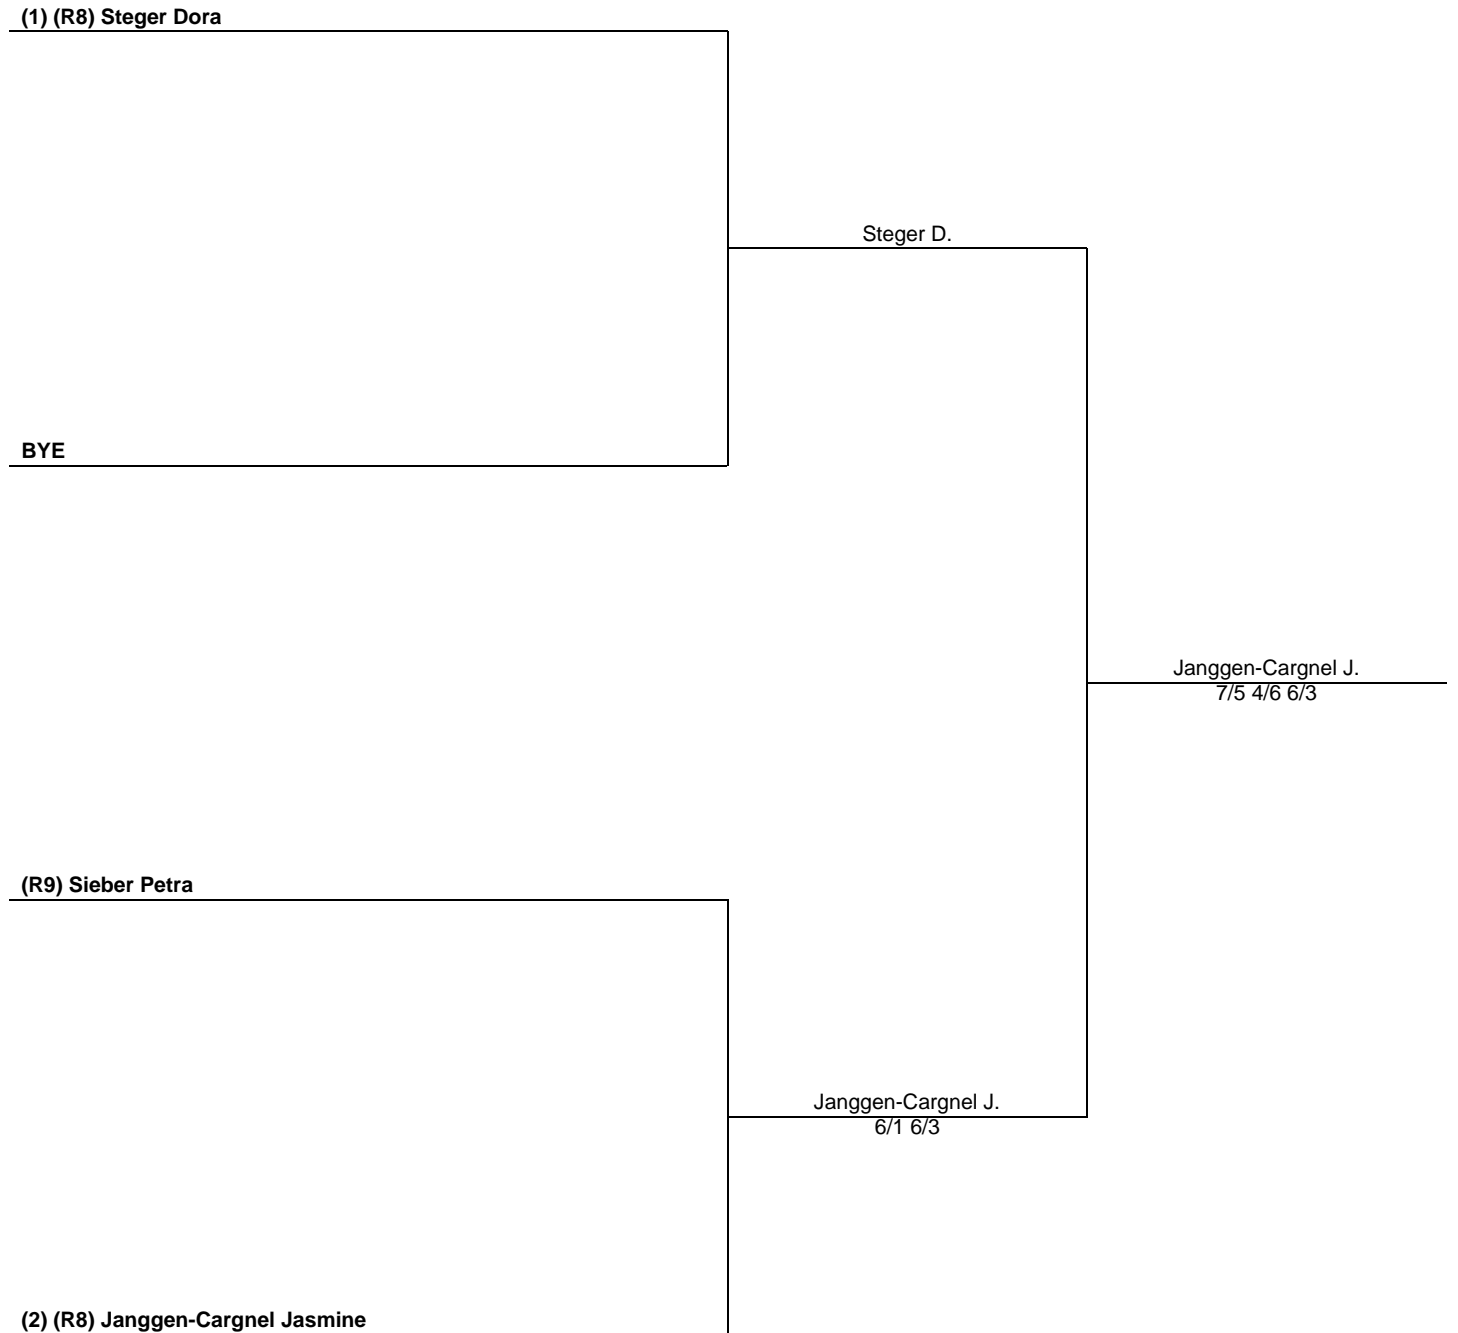 (1) (R8) Steger Dora
Steger D.
BYE
Janggen-Cargnel J.
7/5 4/6 6/3
(R9) Sieber Petra
Janggen-Cargnel J.
6/1 6/3
(2) (R8) Janggen-Cargnel Jasmine